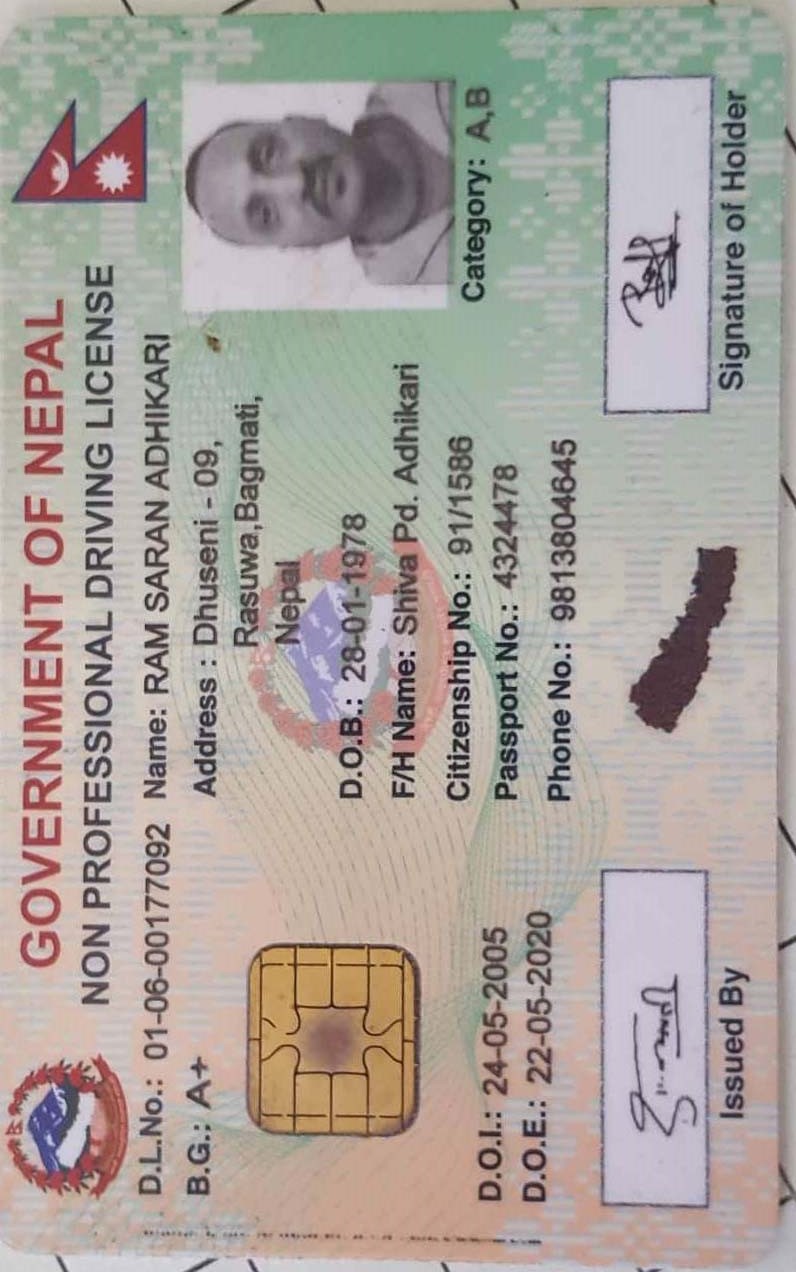 GOVERNMENT OF NEPAL
NON PROFESSIONAL DRIVING LICENSE
D.L.No.: 01-06-00177092 Name: RAM SARAN ADHIKARI
B.G.: A+
Address : Dhuseni - 09,
Rasuwa,Bagmati,
Nepal
D.O.B.: 28-01-1978
F/H Name: Shiva Pd. Adhikari
Citizenship No.: 91/1586
Category: A,B
D.O.I.: 24-05-2005
Passport No.: 4324478
D.O.E.: 22-05-2020
Phone No.: 9813804645
Issued By
Signature of Holder